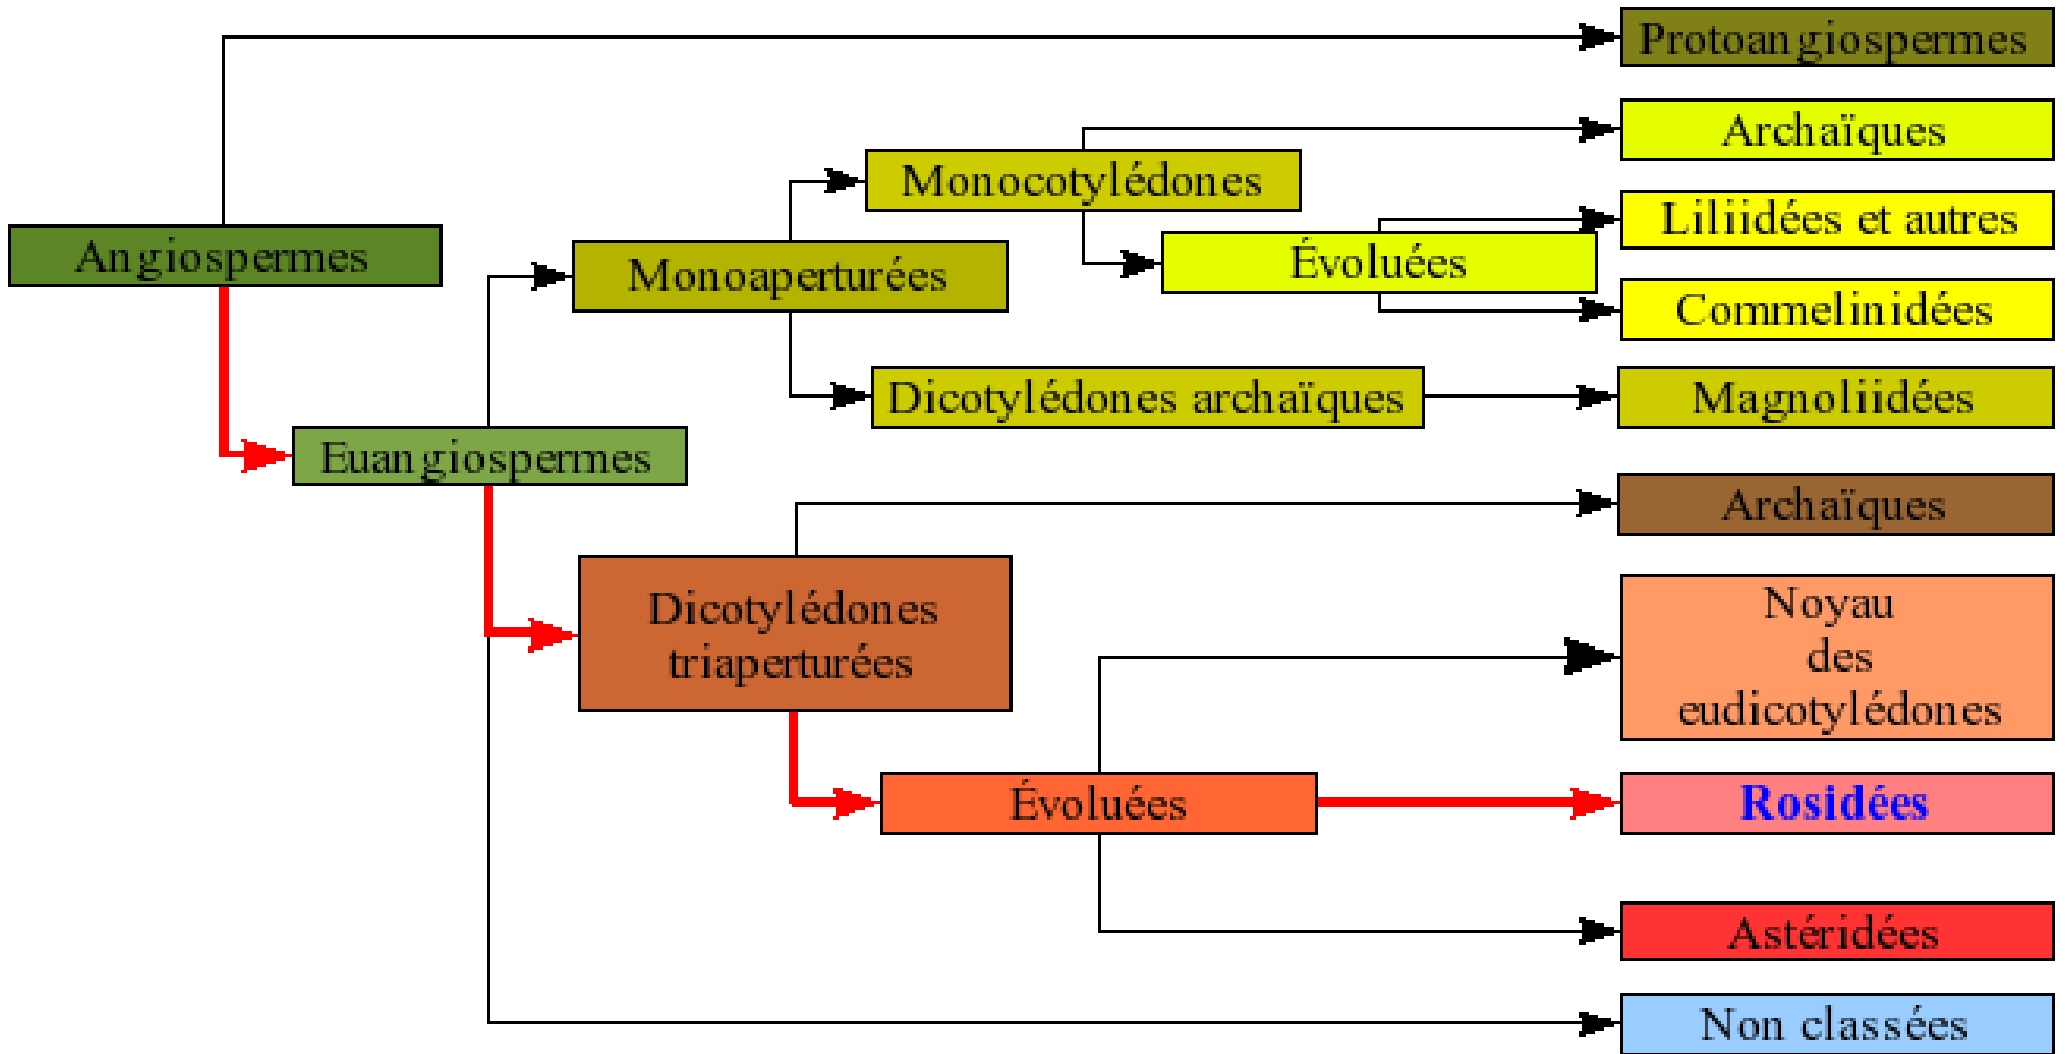 Protoangiospermes
Archaïques
Monocotylédones
Liliidées et autres
Angiospermes
Monoaperturées
Évoluées
Commelinidées
Dicotylédones archaïques
Magnoliidées
Euangiospermes
Archaïques
Dicotylédones
triaperturées
Noyau
des
eudicotylédones
Évoluées
Rosidées
Astéridées
Non classées